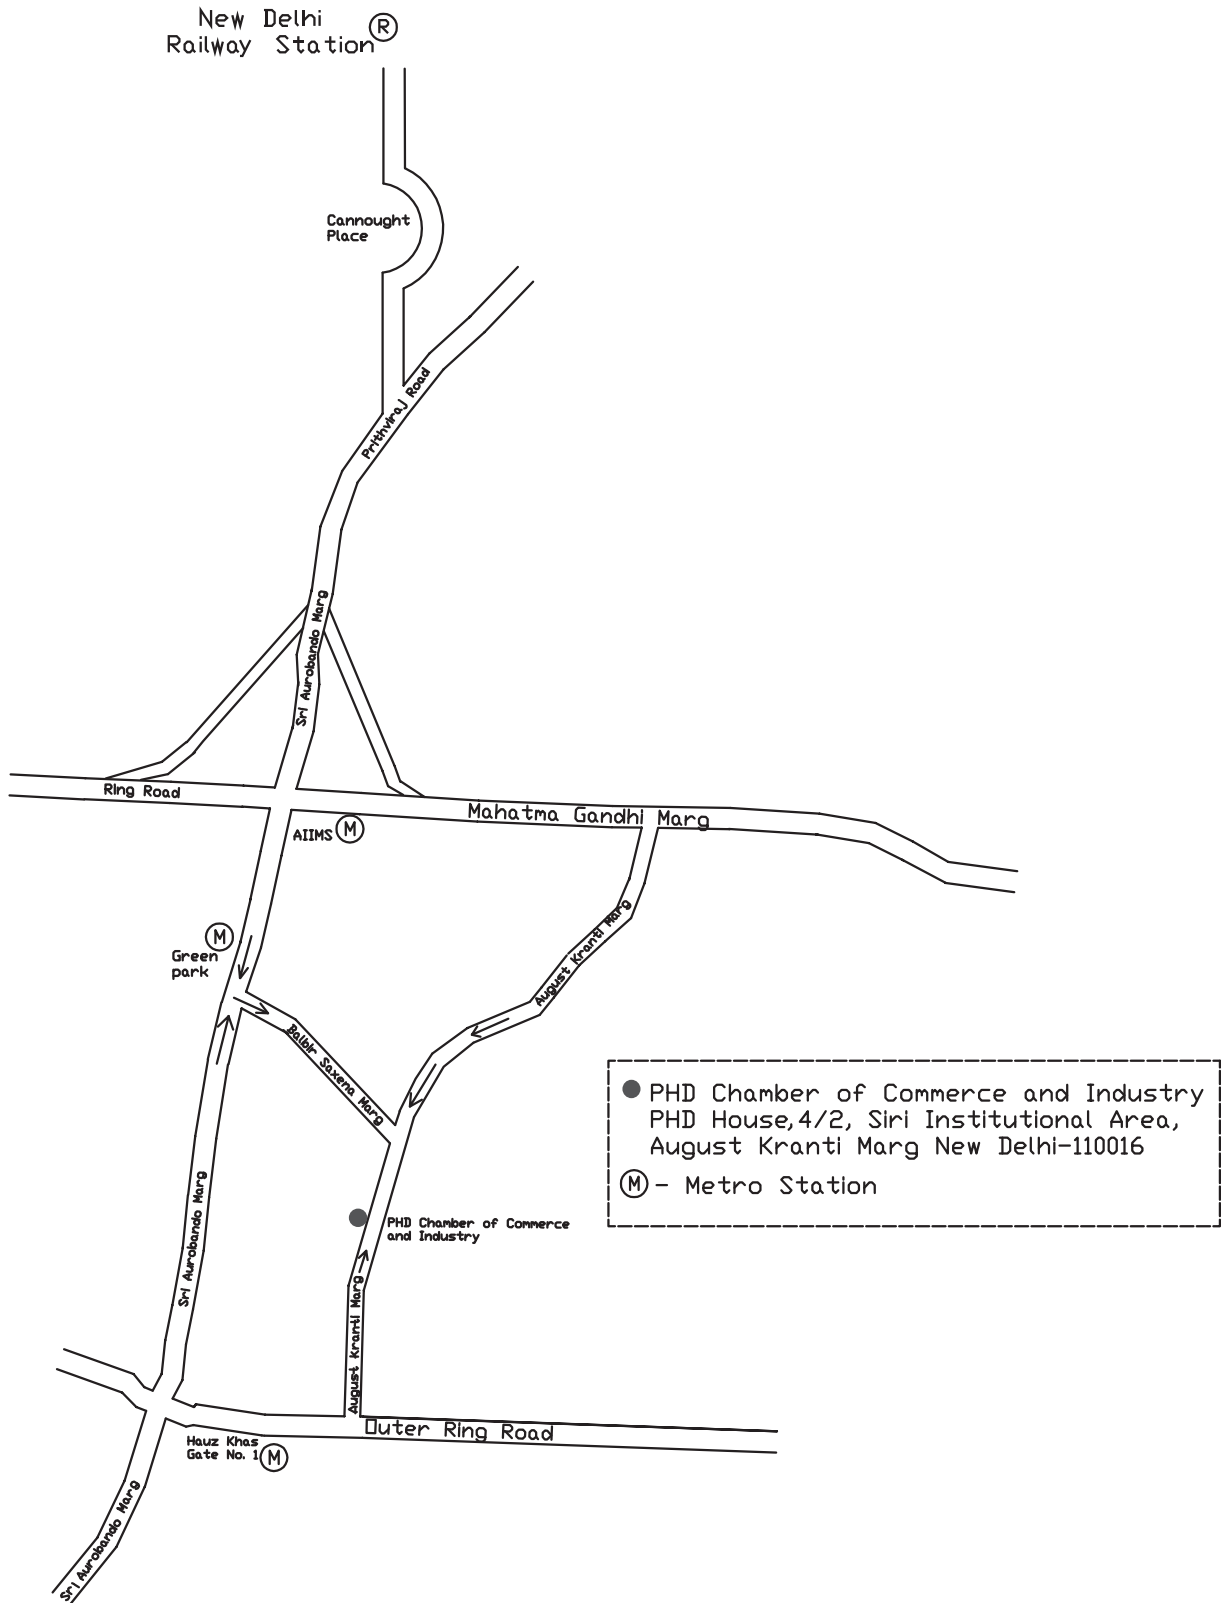 New Delhi
Railway Station R
Cannought
Place
Prithviraj Road
Sri Aurobando Marg
Ring Road
Mahatma Gandhi Marg
AIIMS M
M
Green
park
August Kranti Marg
Balbir Saxena Marg
PHD Chamber of Commerce and Industry
PHD House,4/2, Siri Institutional Area,
August Kranti Marg New Delhi-110016
M - Metro Station
Sri Aurobando Marg
PHD Chamber of Commerce
and Industry
August Kranti Marg
Outer Ring Road
Hauz Khas
Gate No. 1 M
Sri Aurobando Marg